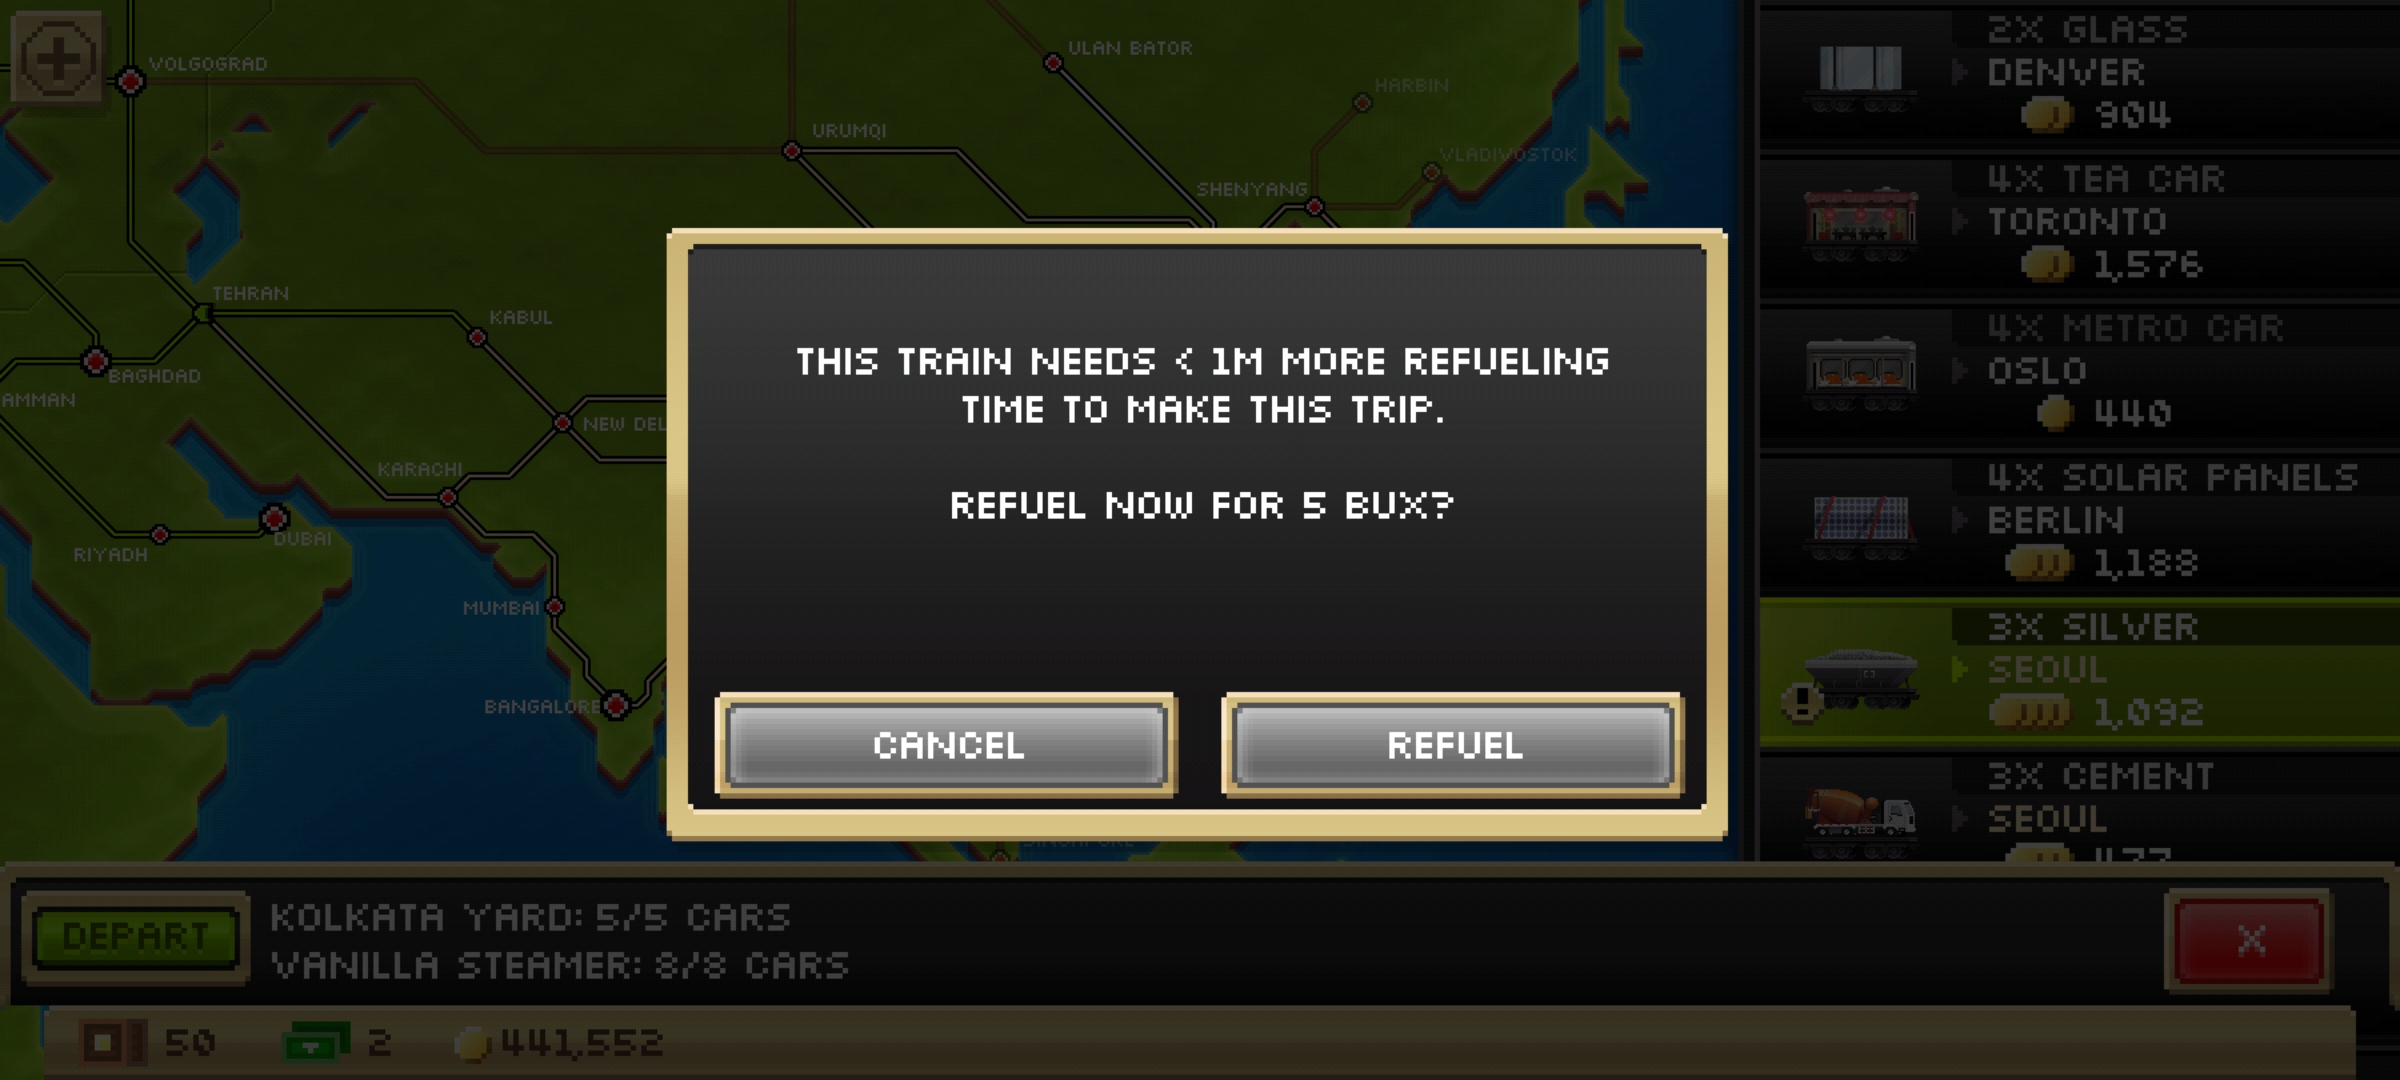 VOLGOGRAD
ULAN BATOR
HARBIN
URUMQI
VLADIVOSTOK
SHENYANG
TEHRAN
KABUL
BAGHDAD
AMMAN
NEW DEL
KARACHI
DUBAI
RIYADH
MUMBAI
BANGALORE
SINGAPORE
THIS TRAIN NEEDS < 1M MORE REFUELING
TIME TO MAKE THIS TRIP.
REFUEL NOW FOR 5 BUX?
CANCEL
REFUEL
2X GLASS
DENVER
904
4X TEA CAR
TORONTO
1,576
4X METRO CAR
OSLO
440
4X SOLAR PANELS
BERLIN
1,188
3X SILVER
SEOUL
1,092
3X CEMENT
SEOUL
477
DEPART
KOLKATA YARD: 5/5 CARS
VANILLA STEAMER: 8/8 CARS
X
50
2
441,552